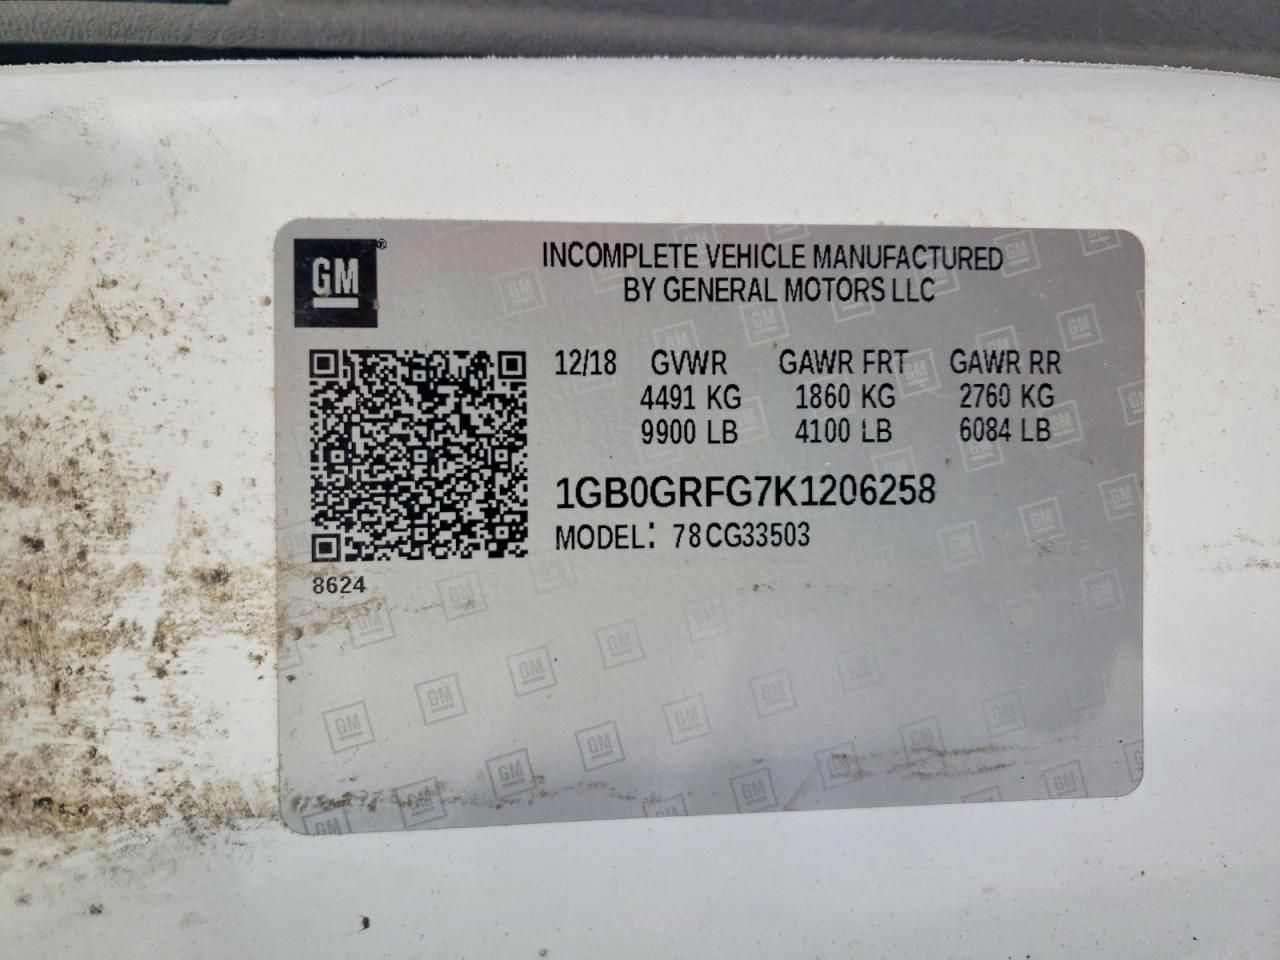 GM®
INCOMPLETE VEHICLE MANUFACTURED
BY GENERAL MOTORS LLC
12/18 GVWR GAWR FRT GAWR RR
4491 KG 1860 KG 2760 KG
9900 LB 4100 LB 6084 LB
1GB0GRFG7K1206258
MODEL: 78CG33503
8624